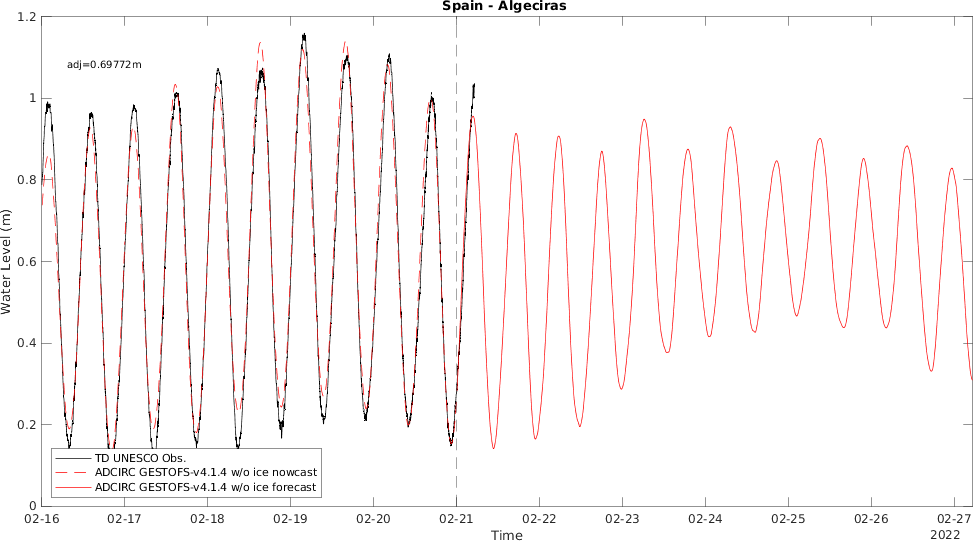 Spain - Algeciras
1.2
adj=0.69772m
1
0.8
0.6
0.4
0.2
0
Water Level (m)
TD UNESCO Obs.
ADCIRC GESTOFS-v4.1.4 w/o ice nowcast
ADCIRC GESTOFS-v4.1.4 w/o ice forecast
02-16 02-17 02-18 02-19 02-20 02-21 02-22 02-23 02-24 02-25 02-26 02-27
Time
2022